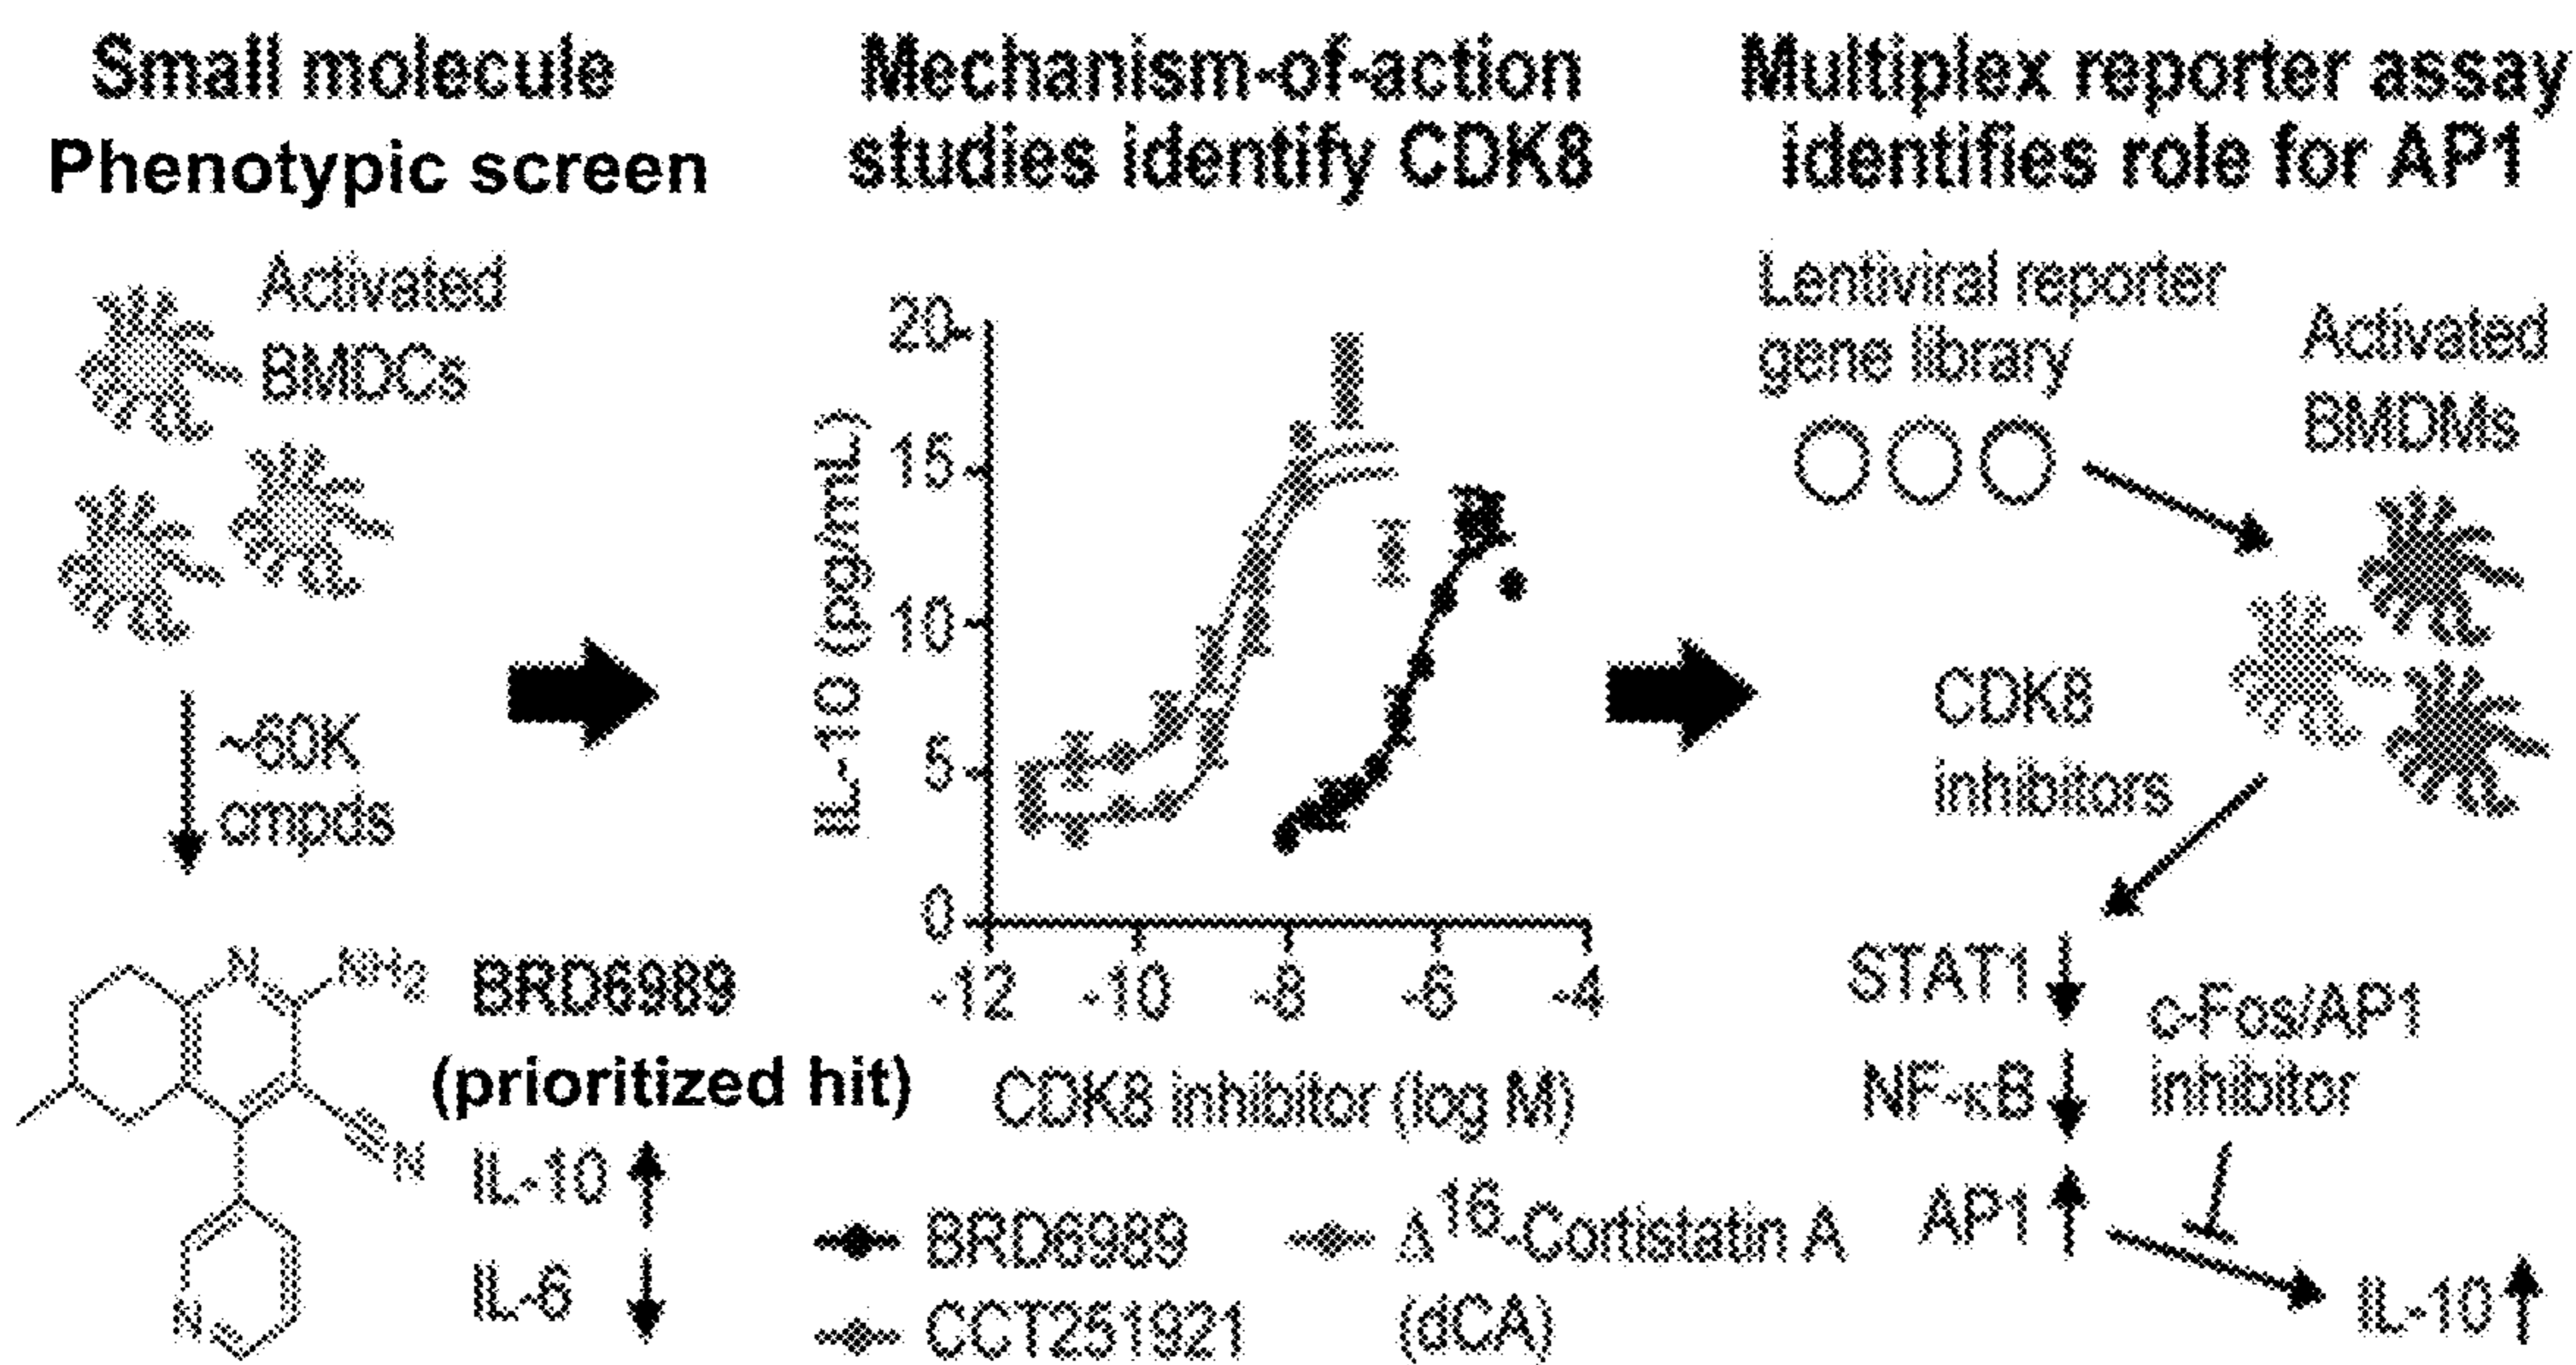 Small molecule
Phenotypic screen
Activated
BMDCs
~60K
cmpds
N
NH2
N
N
BRD6989
(prioritized hit)
IL-10
IL-6
Mechanism-of-action
studies identify CDK8
IL-10 (pg/mL)
20
15
10
5
0
-12 -10 -8 -6 -4
CDK8 inhibitor (log M)
BRD6989
CCT251921
Δ16-Cortistatin A
(dCA)
Multiplex reporter assay
identifies role for AP1
Lentiviral reporter
gene library
Activated
BMDMs
CDK8
inhibitors
STAT1
NF-κB
AP1
c-Fos/AP1
inhibitor
IL-10